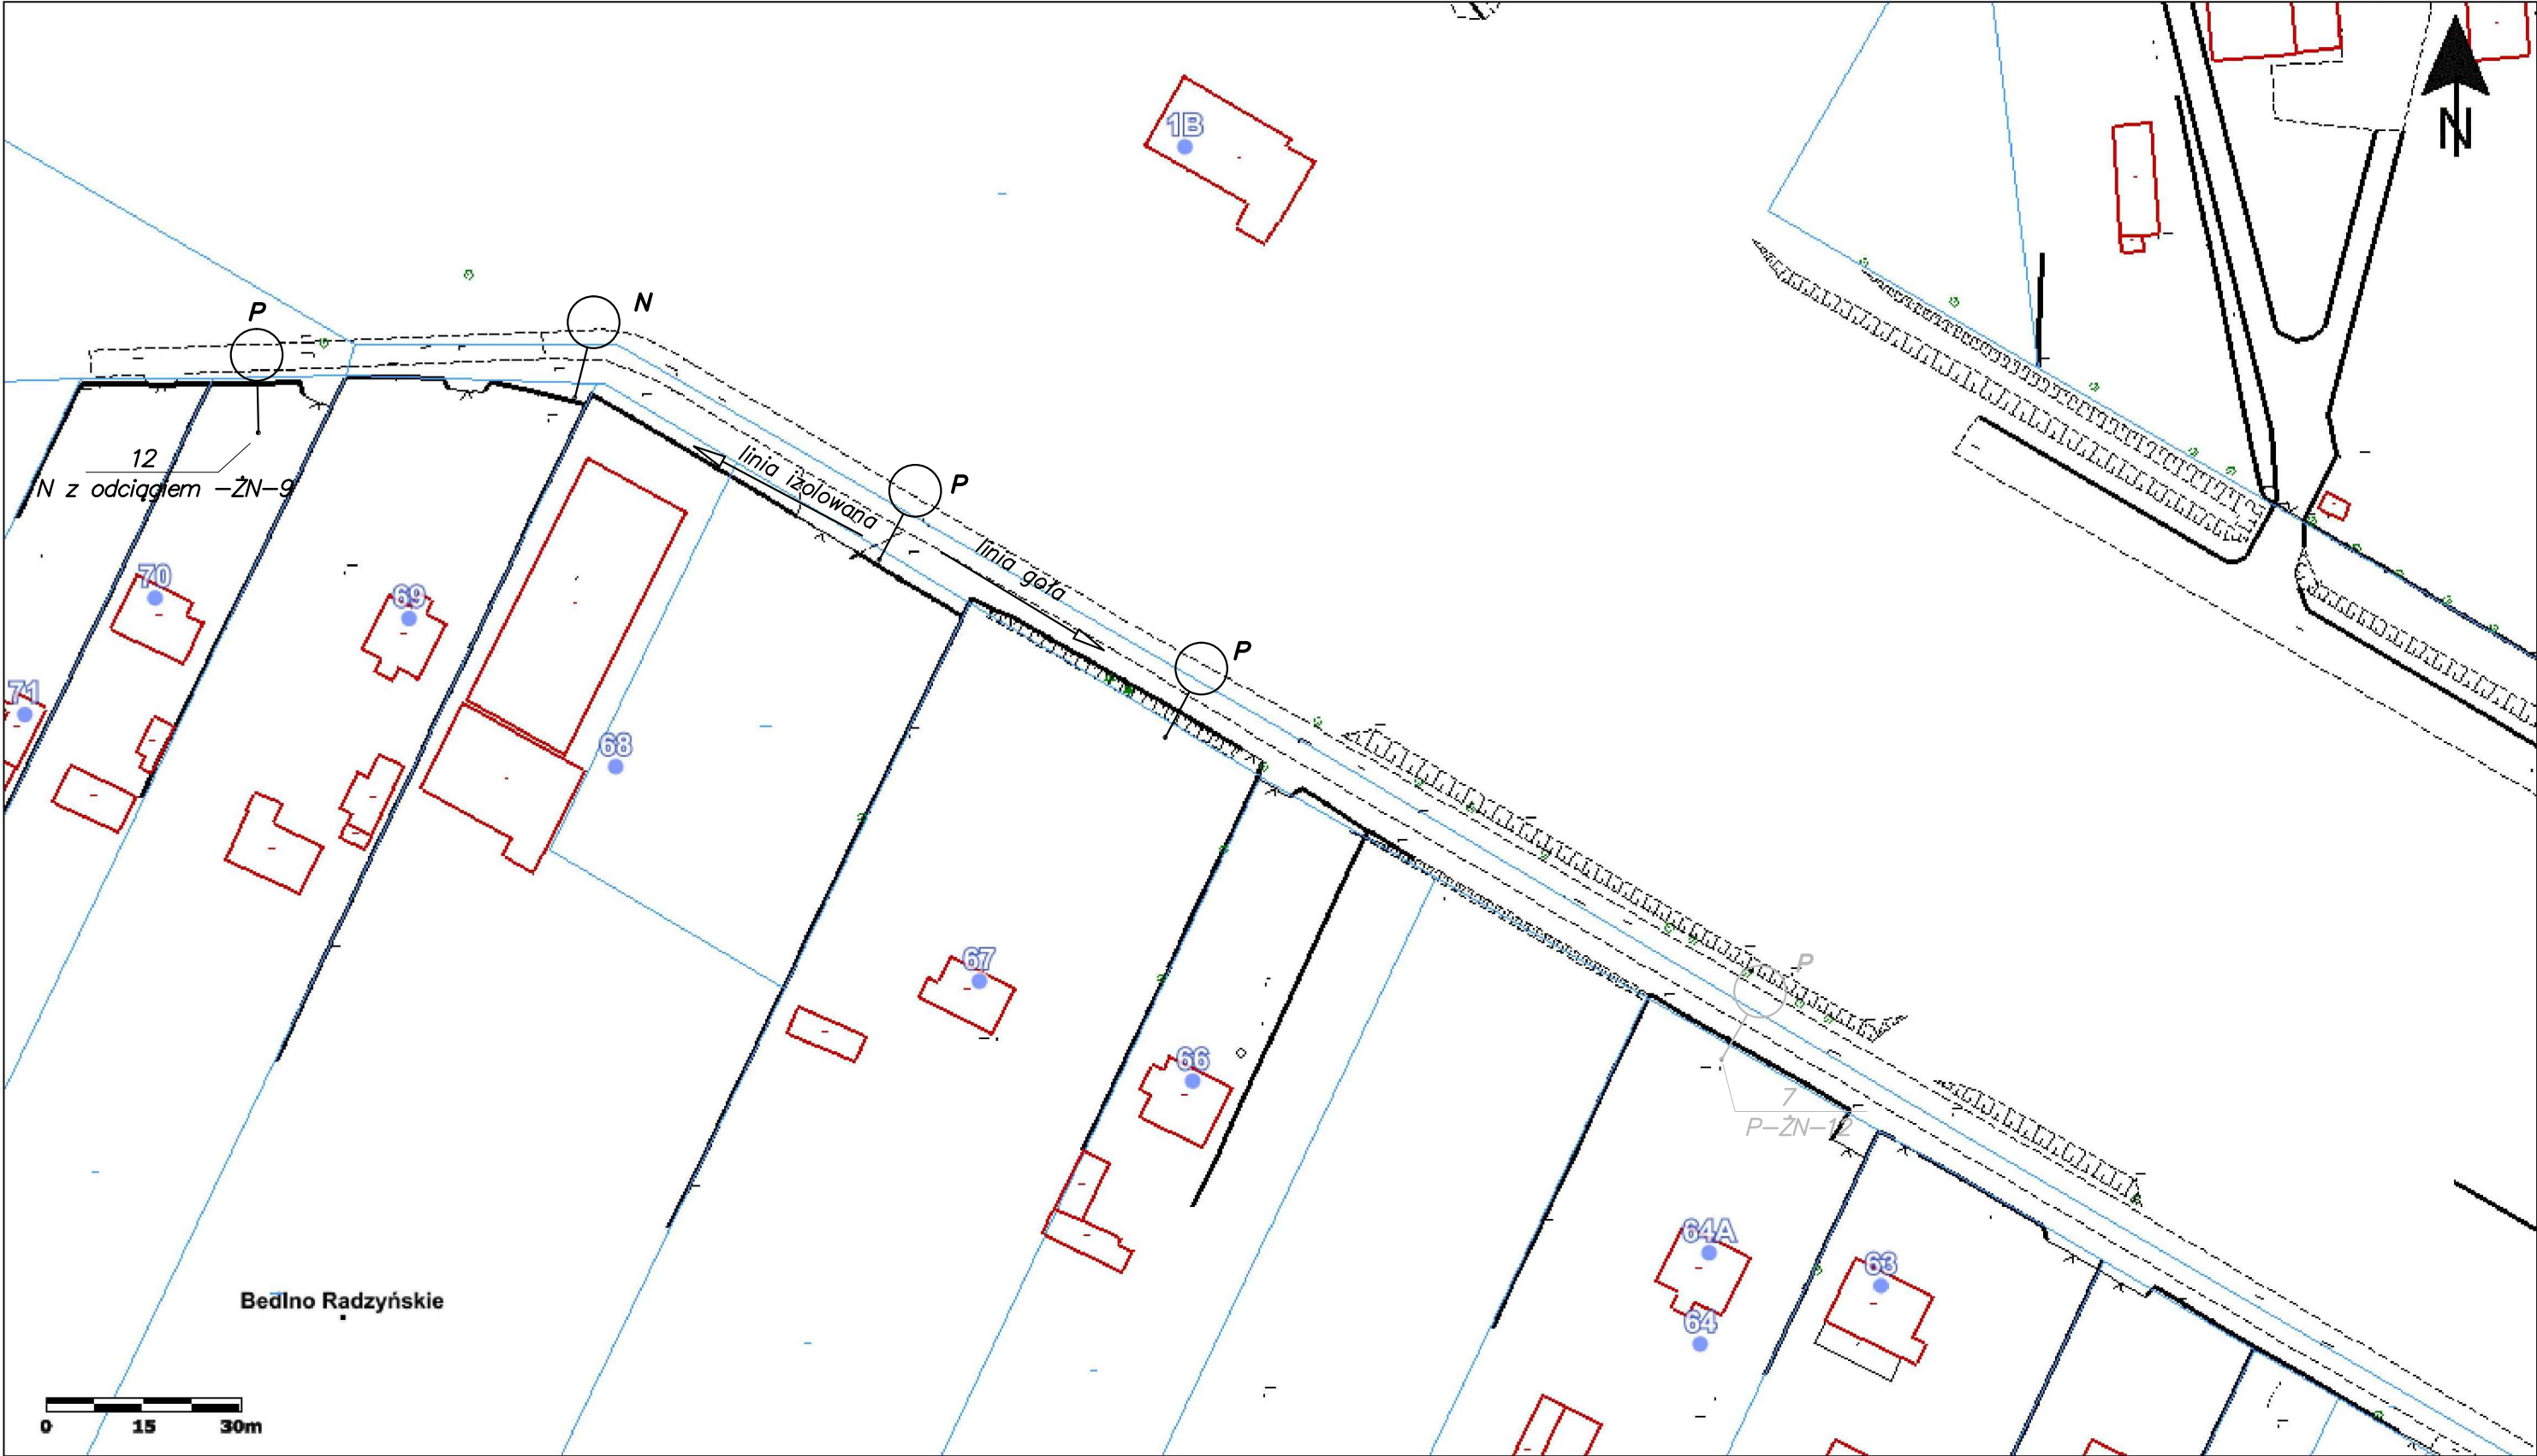 1B
N
P
N
P
linia izolowana
P
12
N z odciągiem -ŻN-9
linia goła
70
69
P
71
68
67
P
66
7
P-ŻN-12
64A
63
Bedlno Radzyńskie
64
0 15 30m